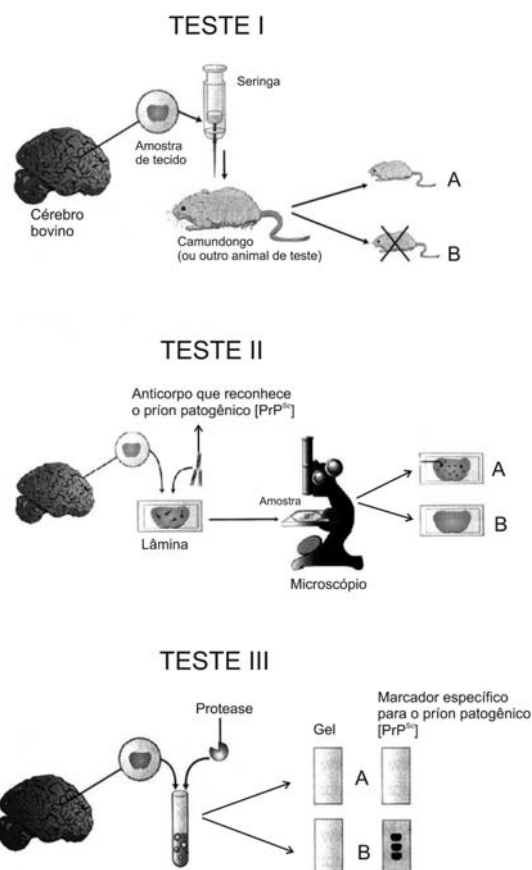 TESTE I
Seringa
Amostra
de tecido
Cérebro
bovino
Camundongo
(ou outro animal de teste)
A
B
TESTE II
Anticorpo que reconhece
o príon patogênico [PrPˢᶜ]
Amostra
Lâmina
Microscópio
A
B
TESTE III
Protease
Gel
Marcador específico
para o príon patogênico
[PrPˢᶜ]
A
B